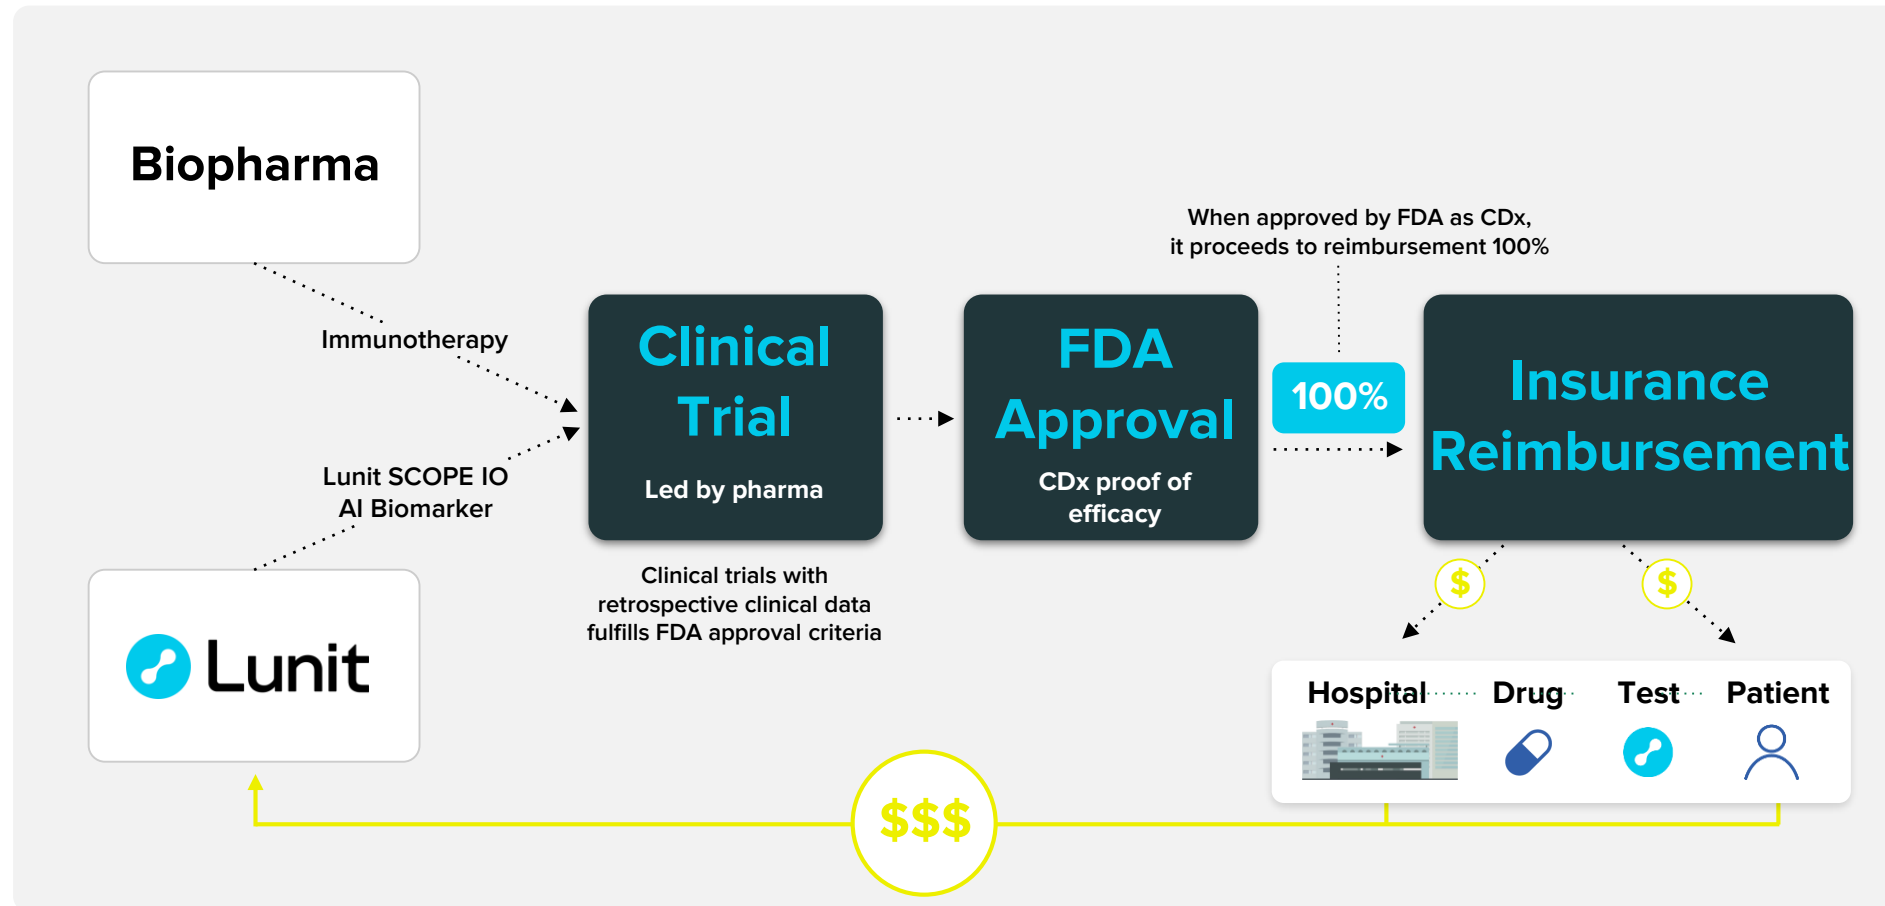 Biopharma
Immunotherapy
Lunit SCOPE IO
AI Biomarker
Lunit
Clinical
Trial
Led by pharma
Clinical trials with
retrospective clinical data
fulfills FDA approval criteria
FDA
Approval
CDx proof of
efficacy
When approved by FDA as CDx,
it proceeds to reimbursement 100%
100%
Insurance
Reimbursement
$
$
Hospital
Drug
Test
Patient
$$$